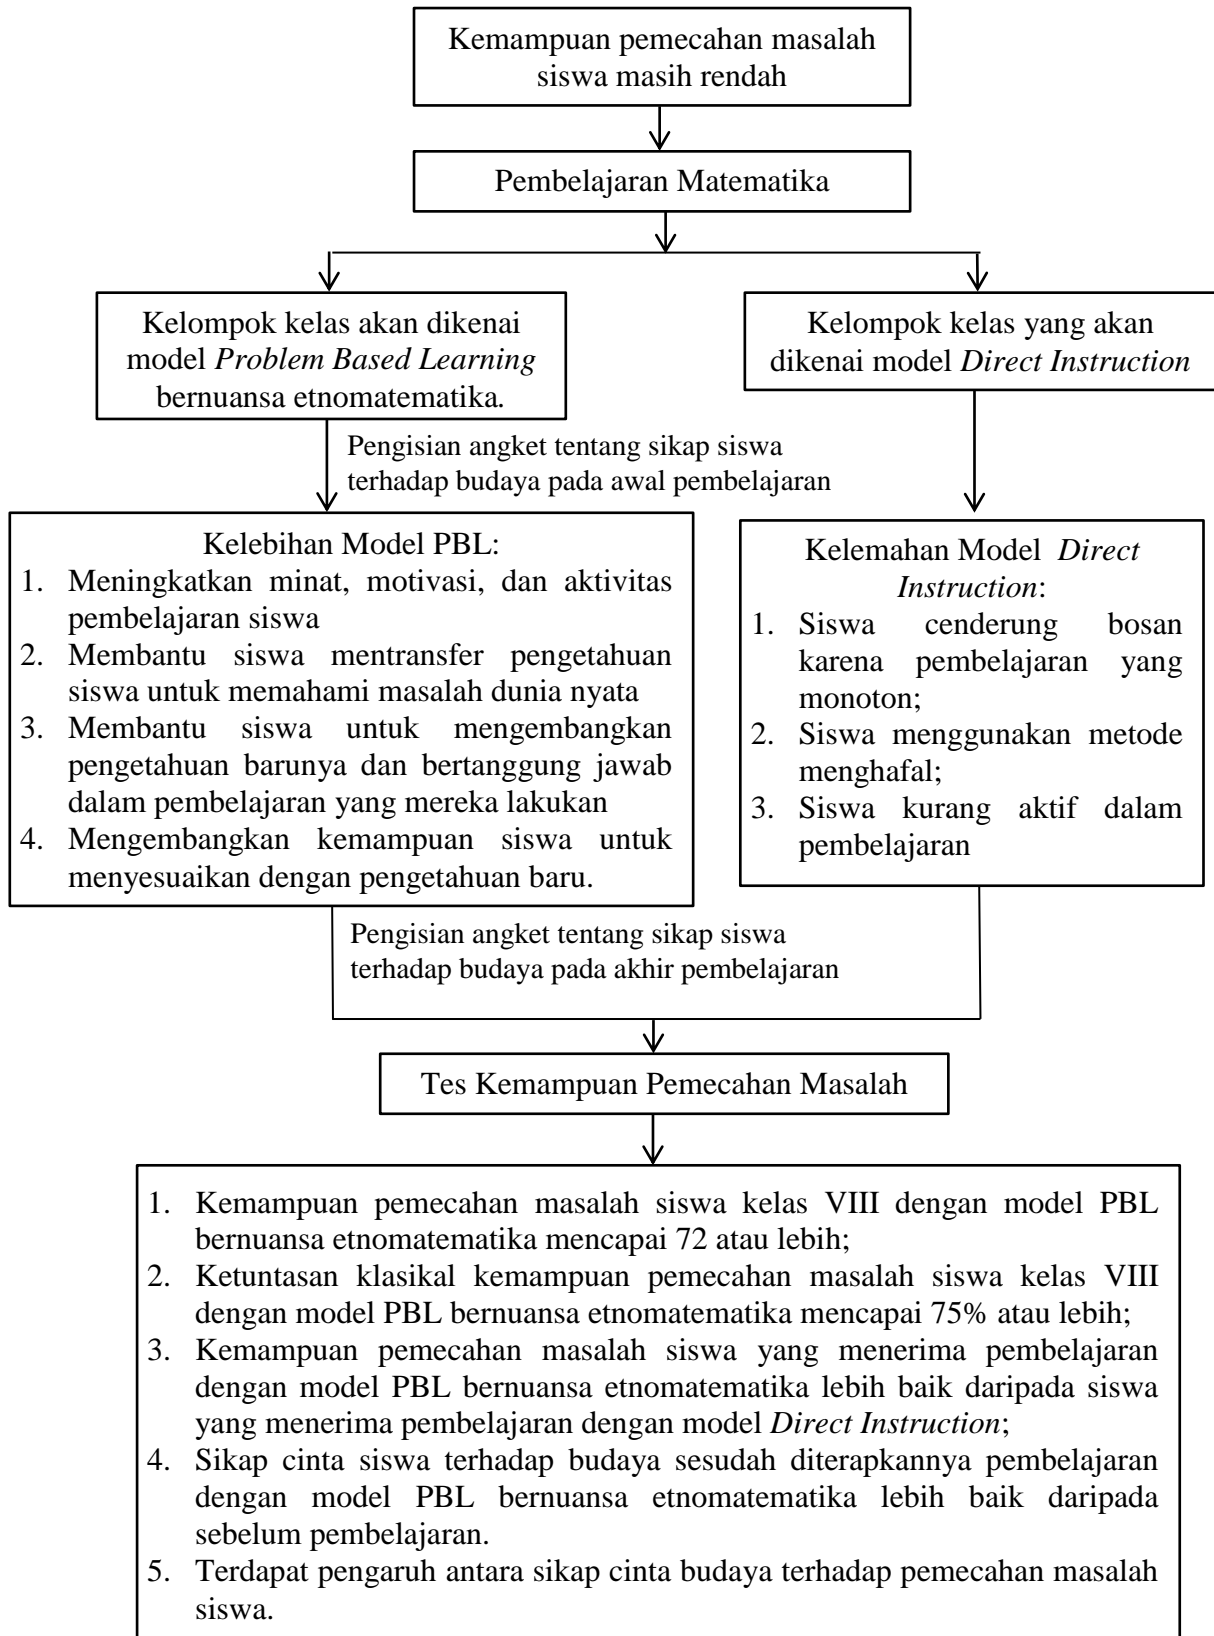 Kemampuan pemecahan masalah
siswa masih rendah
Pembelajaran Matematika
Kelompok kelas akan dikenai
model Problem Based Learning
bernuansa etnomatematika.
Kelompok kelas yang akan
dikenai model Direct Instruction
Pengisian angket tentang sikap siswa
terhadap budaya pada awal pembelajaran
Kelebihan Model PBL:
1. Meningkatkan minat, motivasi, dan aktivitas
pembelajaran siswa
2. Membantu siswa mentransfer pengetahuan
siswa untuk memahami masalah dunia nyata
3. Membantu siswa untuk mengembangkan
pengetahuan barunya dan bertanggung jawab
dalam pembelajaran yang mereka lakukan
4. Mengembangkan kemampuan siswa untuk
menyesuaikan dengan pengetahuan baru.
Kelemahan Model Direct
Instruction:
1. Siswa cenderung bosan
karena pembelajaran yang
monoton;
2. Siswa menggunakan metode
menghafal;
3. Siswa kurang aktif dalam
pembelajaran
Pengisian angket tentang sikap siswa
terhadap budaya pada akhir pembelajaran
Tes Kemampuan Pemecahan Masalah
1. Kemampuan pemecahan masalah siswa kelas VIII dengan model PBL
bernuansa etnomatematika mencapai 72 atau lebih;
2. Ketuntasan klasikal kemampuan pemecahan masalah siswa kelas VIII
dengan model PBL bernuansa etnomatematika mencapai 75% atau lebih;
3. Kemampuan pemecahan masalah siswa yang menerima pembelajaran
dengan model PBL bernuansa etnomatematika lebih baik daripada siswa
yang menerima pembelajaran dengan model Direct Instruction;
4. Sikap cinta siswa terhadap budaya sesudah diterapkannya pembelajaran
dengan model PBL bernuansa etnomatematika lebih baik daripada
sebelum pembelajaran.
5. Terdapat pengaruh antara sikap cinta budaya terhadap pemecahan masalah
siswa.